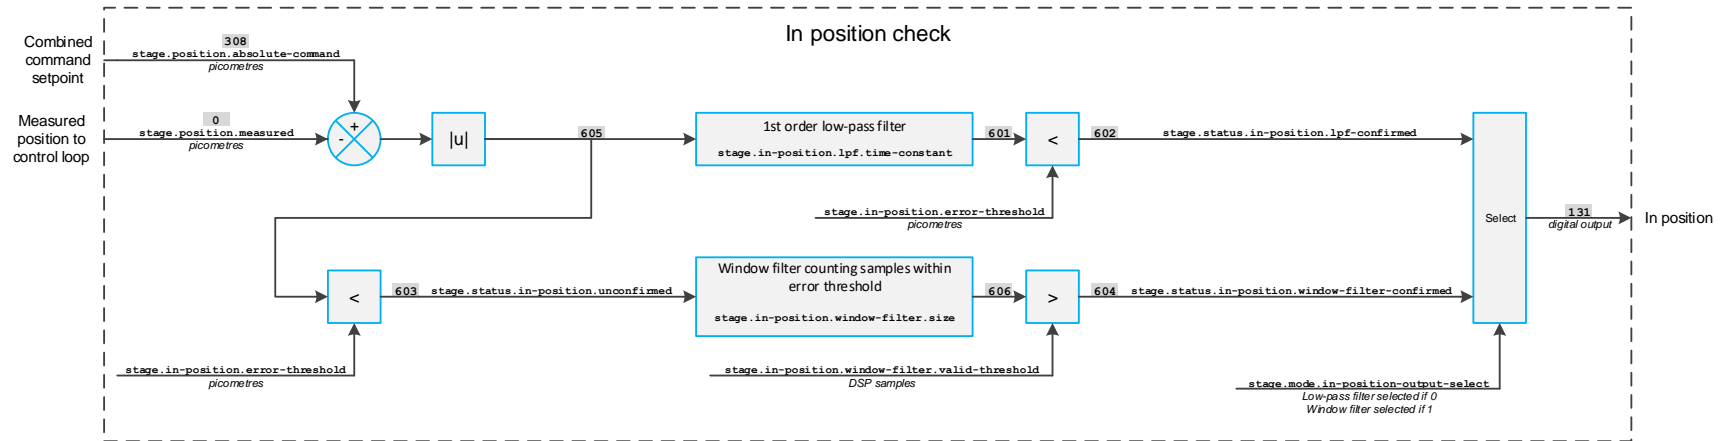 In position check
Combined
command
setpoint
308
stage.position.absolute-command
picometres
Measured
position to
control loop
0
stage.position.measured
picometres
+
-
|u|
605
1st order low-pass filter
stage.in-position.lpf.time-constant
601
<
602
stage.status.in-position.lpf-confirmed
stage.in-position.error-threshold
picometres
Select
131
digital output
In position
<
603
stage.status.in-position.unconfirmed
Window filter counting samples within
error threshold
stage.in-position.window-filter.size
606
>
604
stage.status.in-position.window-filter-confirmed
stage.in-position.error-threshold
picometres
stage.in-position.window-filter.valid-threshold
DSP samples
stage.mode.in-position-output-select
Low-pass filter selected if 0
Window filter selected if 1